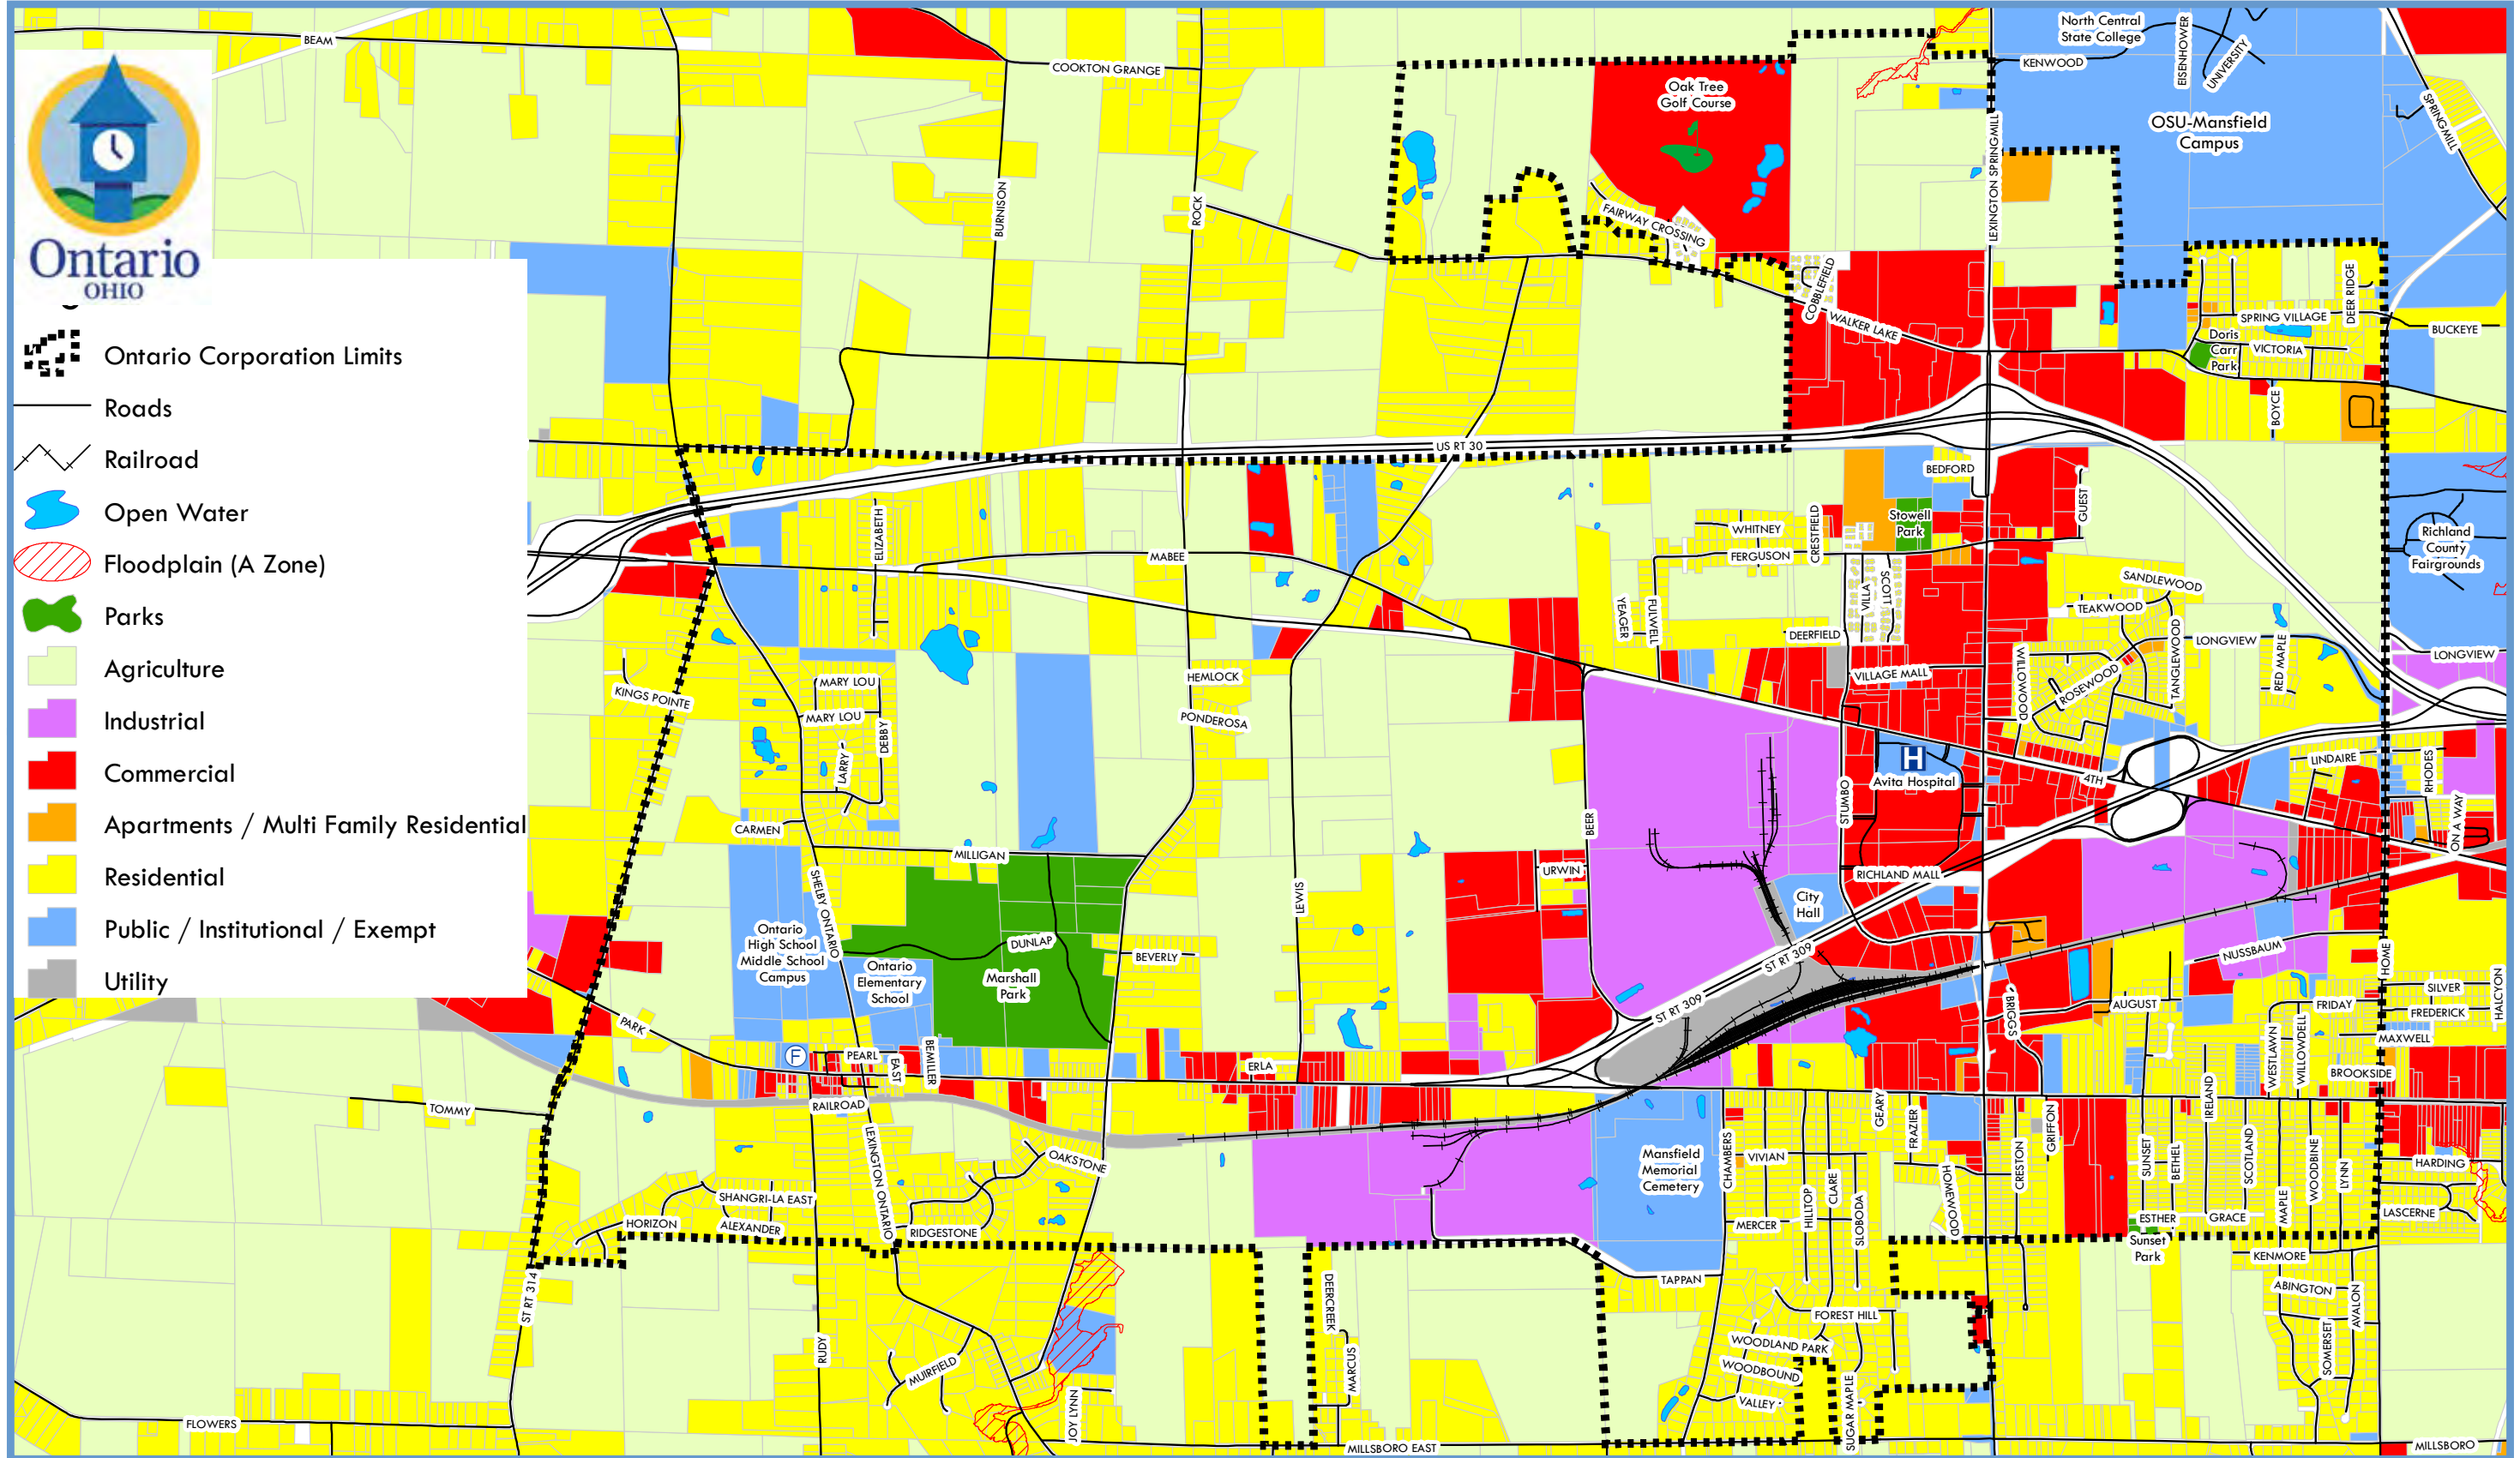 Ontario
OHIO
Ontario Corporation Limits
Roads
Railroad
Open Water
Floodplain (A Zone)
Parks
Agriculture
Industrial
Commercial
Apartments / Multi Family Residential
Residential
Public / Institutional / Exempt
Utility
BEAM
COOKTON GRANGE
BURNISON
ROCK
Oak Tree
Golf Course
FAIRWAY CROSSING
COBBLEFIELD
WALKER LAKE
LEXINGTON SPRINGMILL
North Central
State College
KENWOOD
EISENHOWER
UNIVERSITY
SPRINGMILL
OSU-Mansfield
Campus
DEER RIDGE
SPRING VILLAGE
BUCKEYE
Doris
Carr
Park
VICTORIA
BOYCE
US RT 30
BEDFORD
GUEST
Stowell
Park
Richland
County
Fairgrounds
WHITNEY
CRESTFIELD
FERGUSON
ELIZABETH
MABEE
YEAGER
FULWELL
VILLA
SCOTT
DEERFIELD
SANDLEWOOD
TEAKWOOD
TANGLEWOOD
LONGVIEW
RED MAPLE
LONGVIEW
WILLOWOOD
ROSEWOOD
VILLAGE MALL
KINGS POINTE
MARY LOU
MARY LOU
DEBBY
LARRY
HEMLOCK
PONDEROSA
H
Avita Hospital
4TH
LINDAIRE
RHODES
ON A WAY
STUMBO
BEER
CARMEN
MILLIGAN
SHELBY ONTARIO
LEWIS
URWIN
RICHLAND MALL
City
Hall
Ontario
High School
Middle School
Campus
Ontario
Elementary
School
DUNLAP
Marshall
Park
BEVERLY
ST RT 309
ST RT 309
NUSSBAUM
HOME
SILVER
FREDERICK
HALCYON
MAXWELL
BRIGGS
AUGUST
FRIDAY
WESTLAWN
WILLOWDELL
BROOKSIDE
IRELAND
PARK
F
PEARL
EAST
BEMILLER
ERLA
RAILROAD
TOMMY
LEXINGTON ONTARIO
OAKSTONE
SHANGRI-LA EAST
HORIZON
ALEXANDER
RIDGESTONE
Mansfield
Memorial
Cemetery
CHAMBERS
VIVIAN
MERCER
HILLTOP
CLARE
SLOBODA
GEARY
FRAZIER
HOMEWOOD
CRESTON
GRIFFON
SUNSET
BETHEL
SCOTLAND
MAPLE
WOODBINE
LYNN
HARDING
LASCERNE
ESTHER
GRACE
Sunset
Park
KENMORE
ABINGTON
AVALON
SOMERSET
TAPPAN
FOREST HILL
WOODLAND PARK
WOODBOUND
VALLEY
SUGAR MAPLE
ST RT 314
RUDY
MUIRFIELD
JOY LYNN
DEERCREEK
MARCUS
FLOWERS
MILLSBORO EAST
MILLSBORO